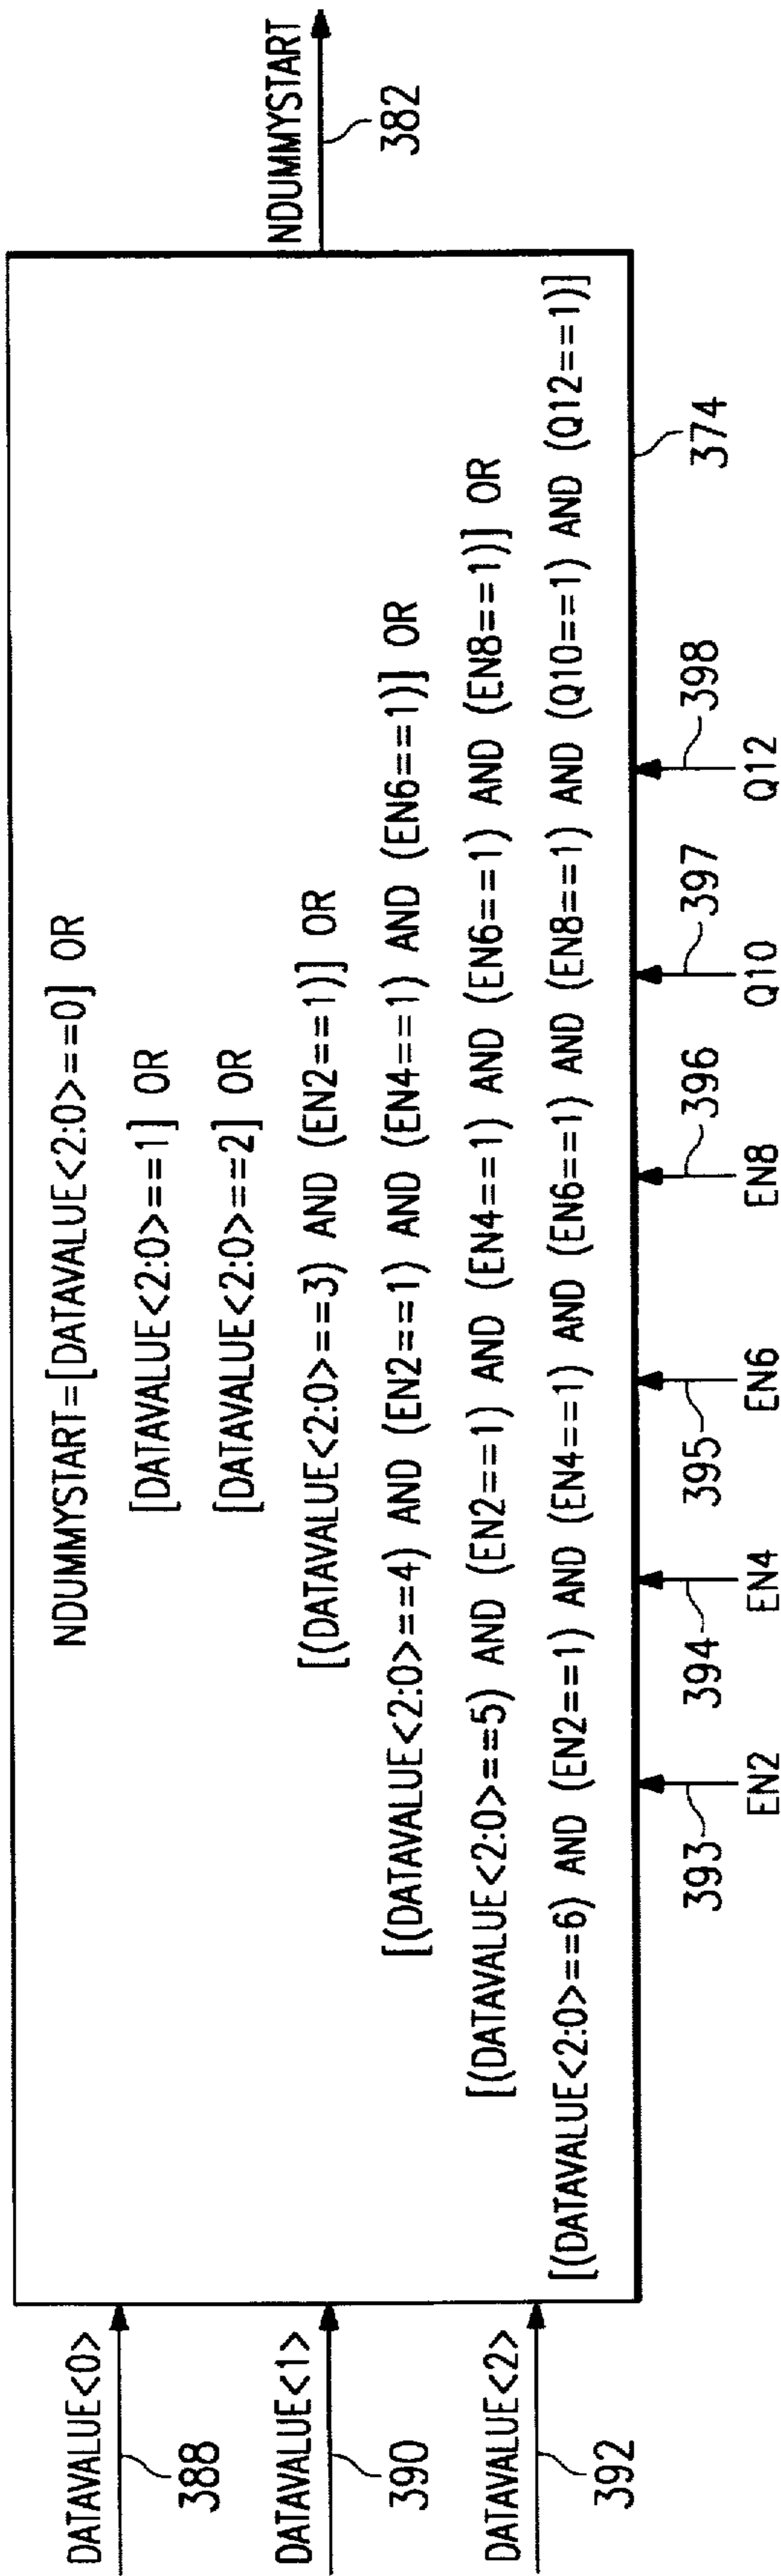 DATAVALUE<0>
388
DATAVALUE<1>
390
DATAVALUE<2>
392
NDUMMYSTART=[DATAVALUE<2:0>==0] OR
[DATAVALUE<2:0>==1] OR
[DATAVALUE<2:0>==2] OR
[(DATAVALUE<2:0>==3) AND (EN2==1)] OR
[(DATAVALUE<2:0>==4) AND (EN2==1) AND (EN4==1) AND (EN6==1)] OR
[(DATAVALUE<2:0>==5) AND (EN2==1) AND (EN4==1) AND (EN6==1) AND (EN8==1)] OR
[(DATAVALUE<2:0>==6) AND (EN2==1) AND (EN4==1) AND (EN6==1) AND (EN8==1) AND (Q10==1) AND (Q12==1)]
NDUMMYSTART
382
374
393
394
395
396
397
398
EN2
EN4
EN6
EN8
Q10
Q12